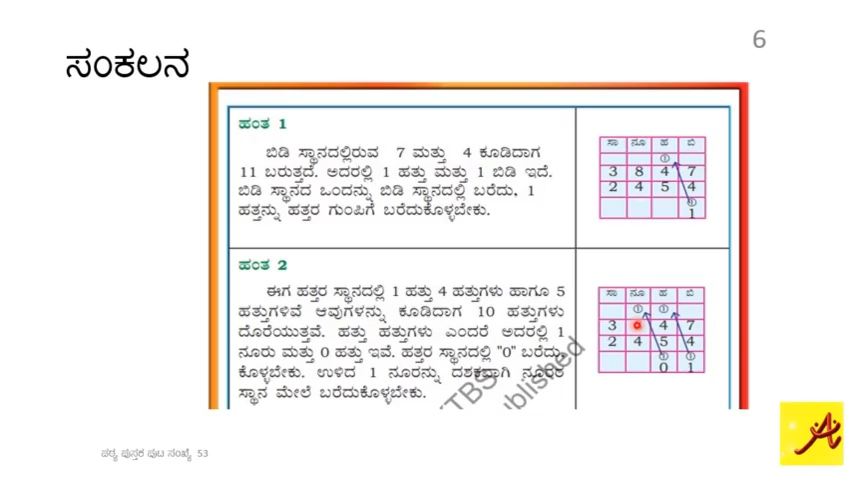 6
ಸಂಕಲನ
ಹಂತ 1
ಬಿಡಿ ಸ್ಥಾನದಲ್ಲಿರುವ 7 ಮತ್ತು 4 ಕೂಡಿದಾಗ
11 ಬರುತ್ತದೆ. ಅದರಲ್ಲಿ 1 ಹತ್ತು ಮತ್ತು 1 ಬಿಡಿ ಇದೆ.
ಬಿಡಿ ಸ್ಥಾನದ ಒಂದನ್ನು ಬಿಡಿ ಸ್ಥಾನದಲ್ಲಿ ಬರೆದು, 1
ಹತ್ತನ್ನು ಹತ್ತರ ಗುಂಪಿಗೆ ಬರೆದುಕೊಳ್ಳಬೇಕು.
ಸಾ ನೂ ಹ ಬಿ
1
3 8 4 7
2 4 5 4
1
1
ಹಂತ 2
ಈಗ ಹತ್ತರ ಸ್ಥಾನದಲ್ಲಿ 1 ಹತ್ತು 4 ಹತ್ತುಗಳು ಹಾಗೂ 5
ಹತ್ತುಗಳಿವೆ ಆವುಗಳನ್ನು ಕೂಡಿದಾಗ 10 ಹತ್ತುಗಳು
ದೊರೆಯುತ್ತವೆ. ಹತ್ತು ಹತ್ತುಗಳು ಎಂದರೆ ಅದರಲ್ಲಿ 1
ನೂರು ಮತ್ತು 0 ಹತ್ತು ಇವೆ. ಹತ್ತರ ಸ್ಥಾನದಲ್ಲಿ "0" ಬರೆದು,
ಕೊಳ್ಳಬೇಕು. ಉಳಿದ 1 ನೂರನ್ನು ದಶಕವಾಗಿ ನೂರರ
ಸ್ಥಾನ ಮೇಲೆ ಬರೆದುಕೊಳ್ಳಬೇಕು.
ಸಾ ನೂ ಹ ಬಿ
1 1
3 4 7
2 4 5 4
1 1
0 1
KTBS
published
ಪಠ್ಯ ಪುಸ್ತಕ ಪುಟ ಸಂಖ್ಯೆ 53